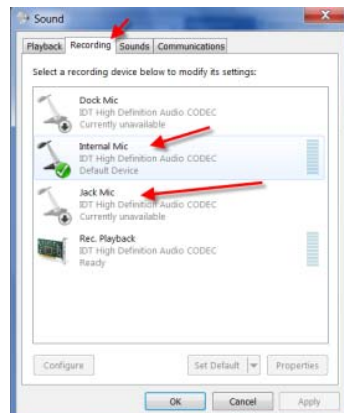 Sound
Playback Recording Sounds Communications
Select a recording device below to modify its settings:
Dock Mic
IDT High Definition Audio CODEC
Currently unavailable
Internal Mic
IDT High Definition Audio CODEC
Default Device
Jack Mic
IDT High Definition Audio CODEC
Currently unavailable
Rec. Playback
IDT High Definition Audio CODEC
Ready
Configure Set Default Properties
OK Cancel Apply